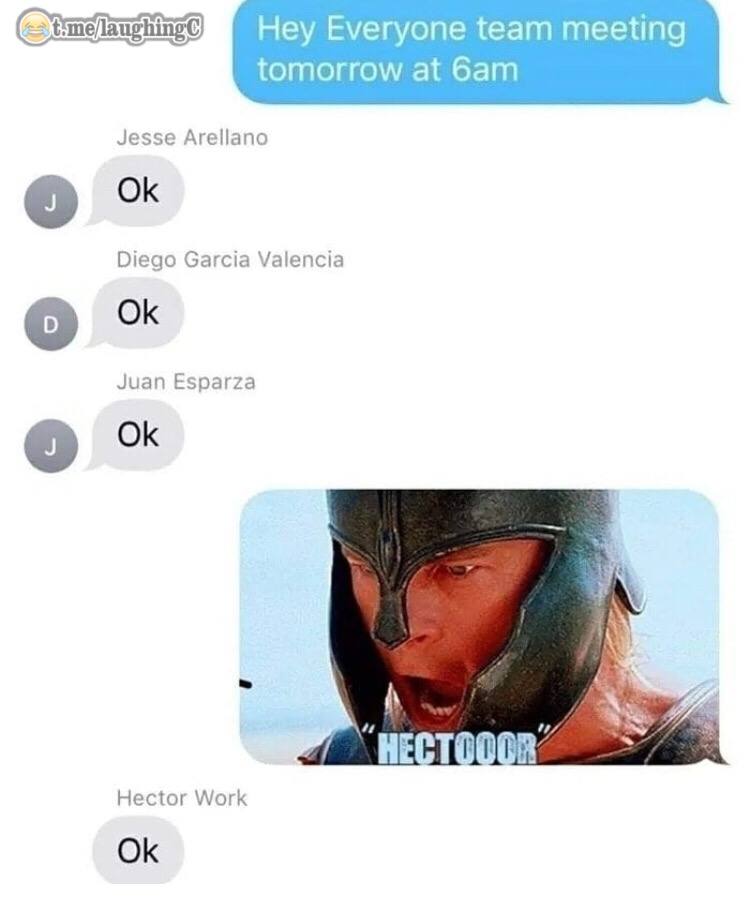 t.me/laughingC
Hey Everyone team meeting
tomorrow at 6am
Jesse Arellano
J
Ok
Diego Garcia Valencia
D
Ok
Juan Esparza
J
Ok
"HECTOOOR"
Hector Work
Ok